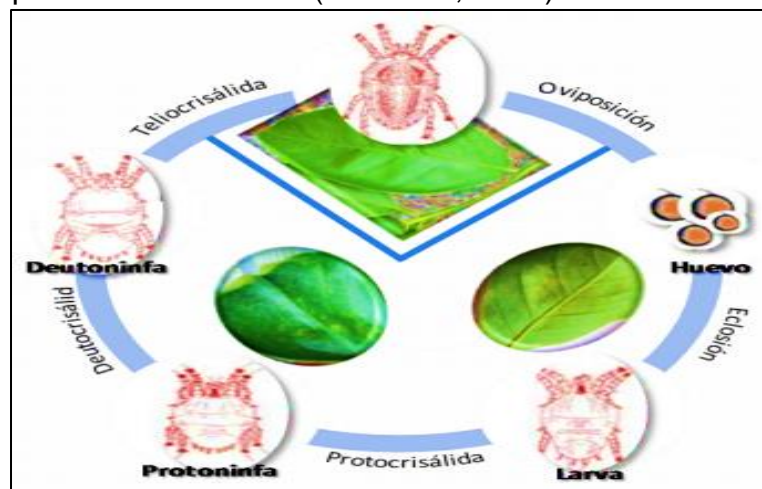 Teliocrisálida
Oviposición
Deutoninfa
Huevo
Deutocrisálid
Eclosión
Protoninfa
Protocrisálida
Larva